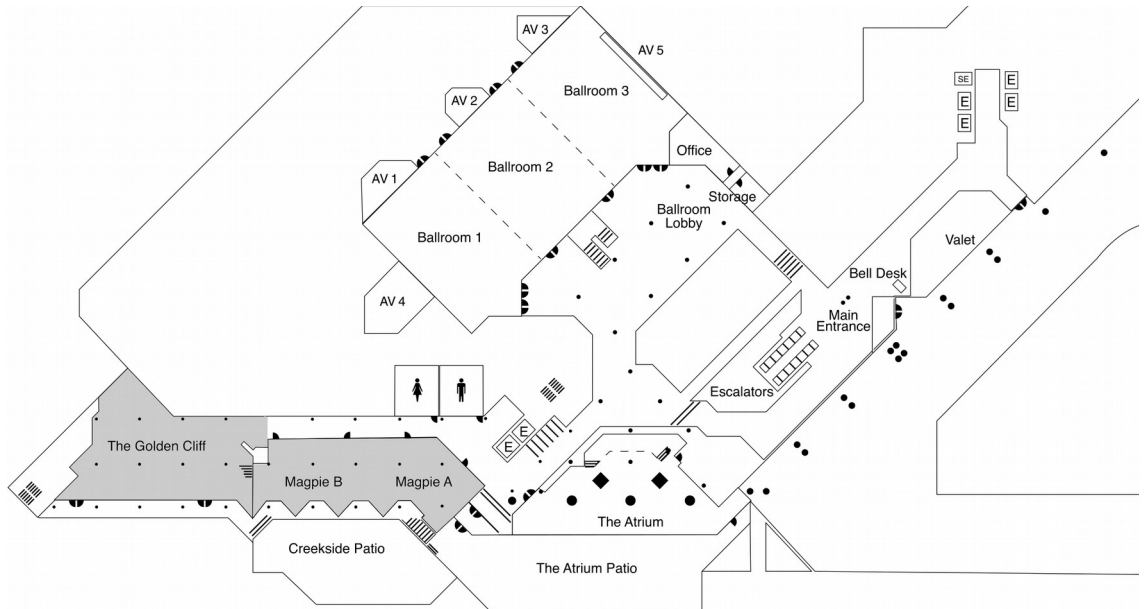 AV 3
AV 5
AV 2
Ballroom 3
SE
E
E
E
E
Office
Ballroom 2
AV 1
Storage
Ballroom
Lobby
Ballroom 1
Valet
Bell Desk
AV 4
Main
Entrance
Escalators
E
E
The Golden Cliff
Magpie B
Magpie A
The Atrium
Creekside Patio
The Atrium Patio